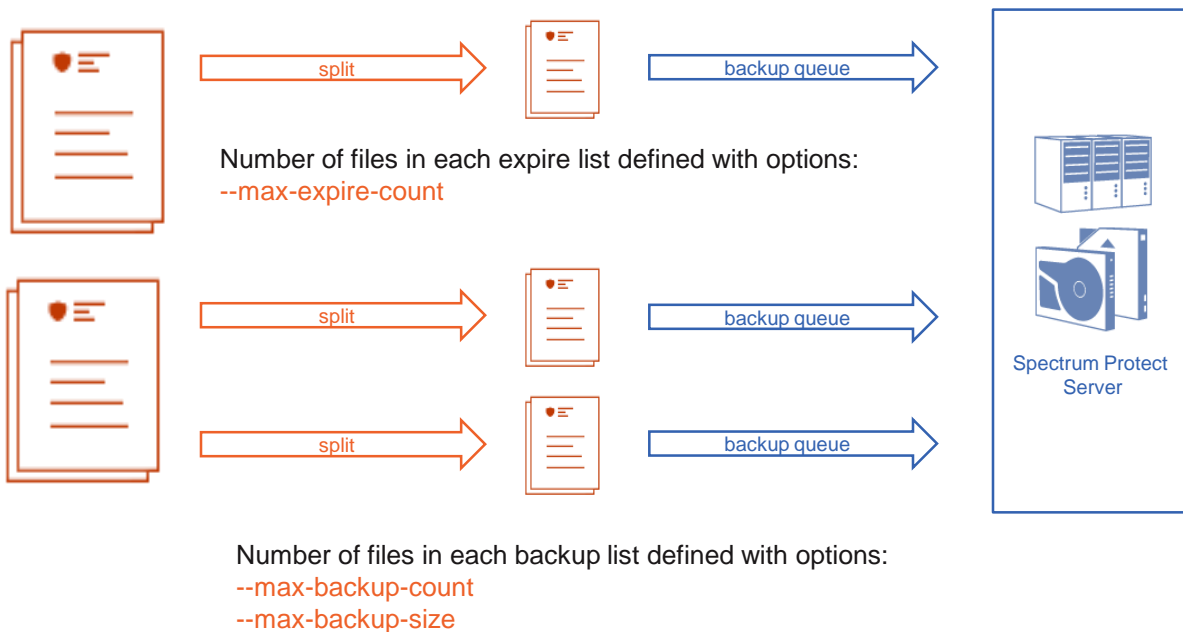 split
backup queue
Number of files in each expire list defined with options:
--max-expire-count
split
backup queue
Spectrum Protect
Server
split
backup queue
Number of files in each backup list defined with options:
--max-backup-count
--max-backup-size